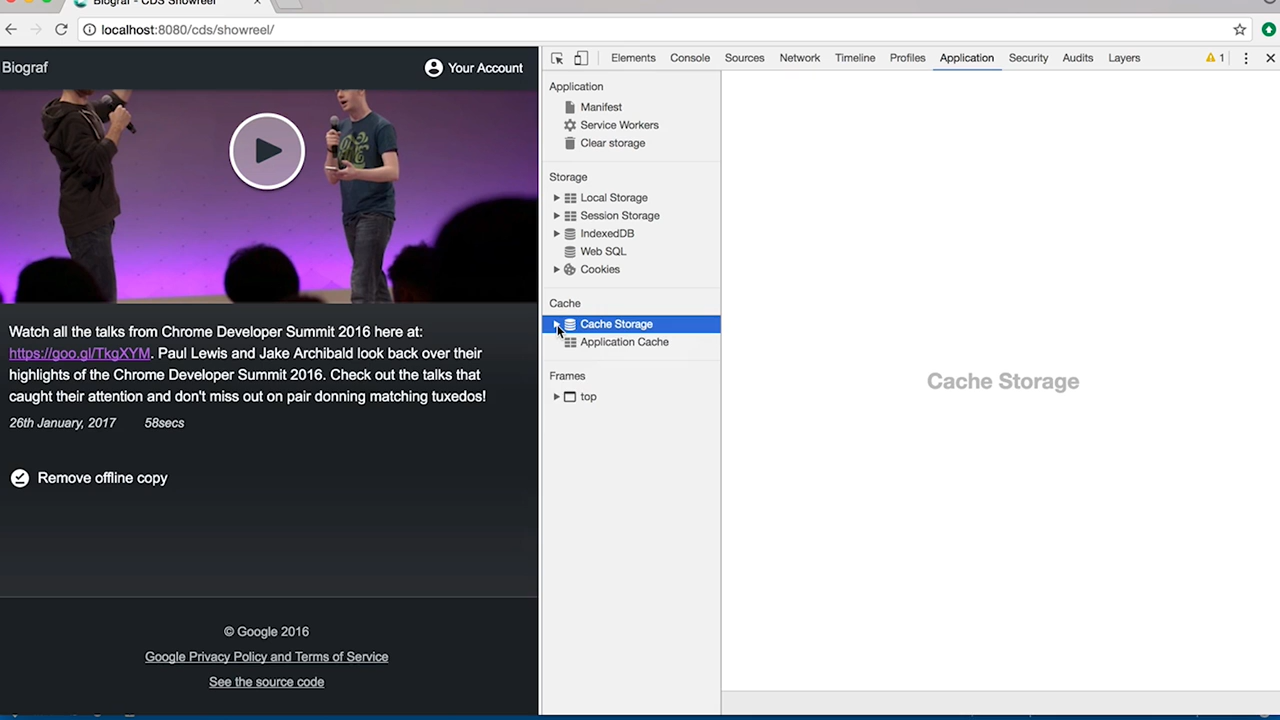 Biograf - CDS Showreel
localhost:8080/cds/showreel/
Biograf
Your Account
Watch all the talks from Chrome Developer Summit 2016 here at:
https://goo.gl/TkgXYM. Paul Lewis and Jake Archibald look back over their
highlights of the Chrome Developer Summit 2016. Check out the talks that
caught their attention and don't miss out on pair donning matching tuxedos!
26th January, 2017 58secs
Remove offline copy
© Google 2016
Google Privacy Policy and Terms of Service
See the source code
Elements Console Sources Network Timeline Profiles Application Security Audits Layers 1
Application
Manifest
Service Workers
Clear storage
Storage
Local Storage
Session Storage
IndexedDB
Web SQL
Cookies
Cache
Cache Storage
Application Cache
Frames
top
Cache Storage